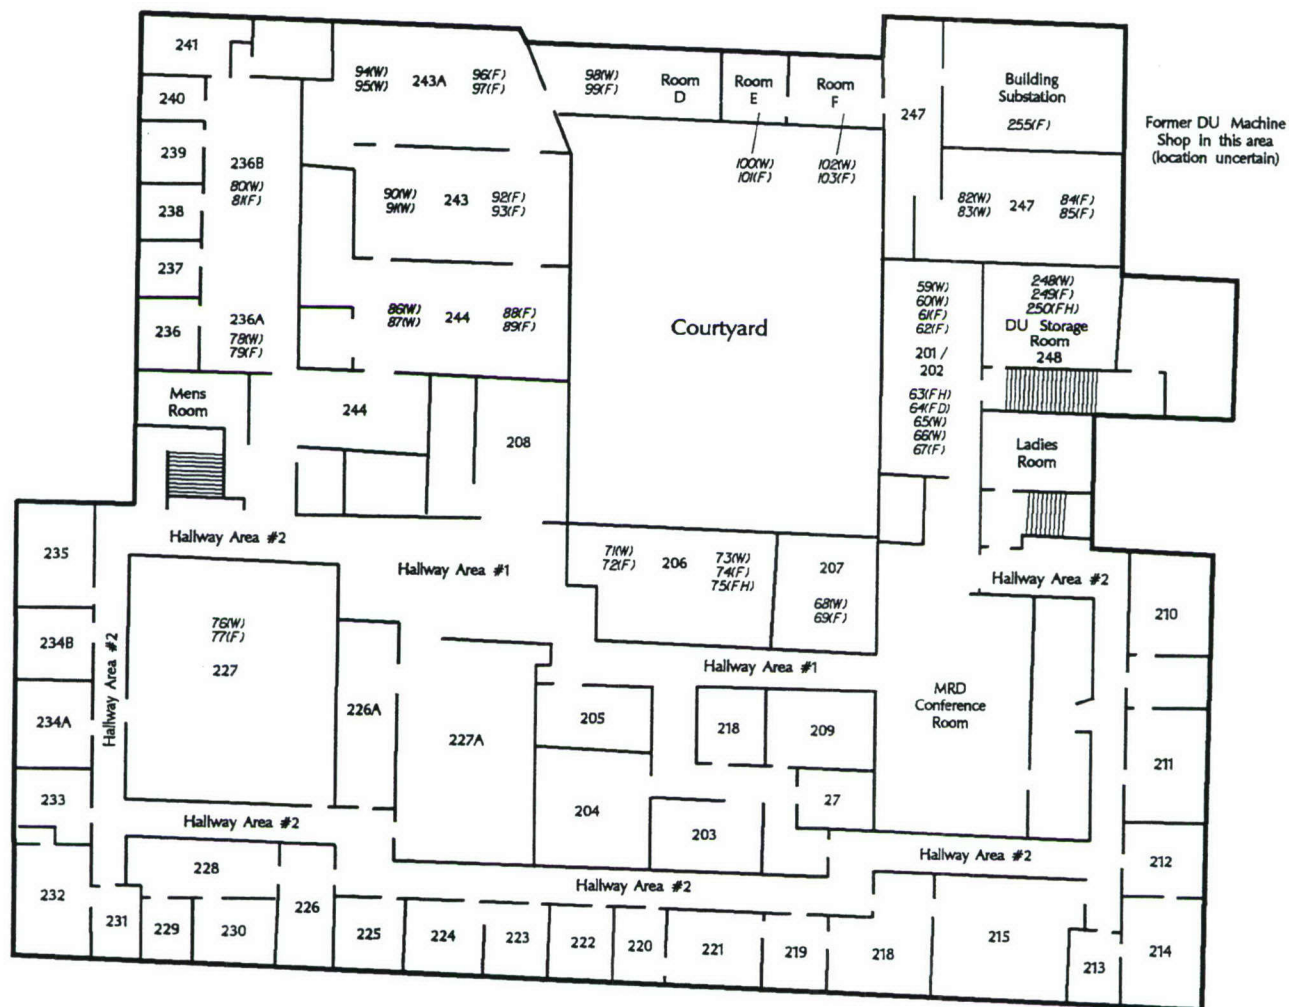 241
240
239
238
237
236
236B
80(W)
81(F)
236A
78(W)
79(F)
94(W)
95(W)
243A
96(F)
97(F)
98(W)
99(F)
Room
D
Room
E
Room
F
100(W)
101(F)
102(W)
103(F)
247
Building
Substation
255(F)
Former DU Machine
Shop in this area
(location uncertain)
90(W)
91(W)
243
92(F)
93(F)
82(W)
83(W)
247
84(F)
85(F)
86(W)
87(W)
244
88(F)
89(F)
Courtyard
59(W)
60(W)
61(F)
62(F)
201 /
202
63(FH)
64(FD)
65(W)
66(W)
67(F)
248(W)
249(F)
250(FH)
DU Storage
Room
248
Mens
Room
244
208
Ladies
Room
Hallway Area #2
Hallway Area #1
71(W)
72(F)
206
73(W)
74(F)
75(FH)
207
68(W)
69(F)
Hallway Area #2
235
234B
234A
233
232
Hallway Area #2
76(W)
77(F)
227
226A
227A
Hallway Area #1
205
218
209
204
203
27
MRD
Conference
Room
210
211
212
214
Hallway Area #2
Hallway Area #2
Hallway Area #2
228
231
229
230
226
225
224
223
222
220
221
219
218
215
213